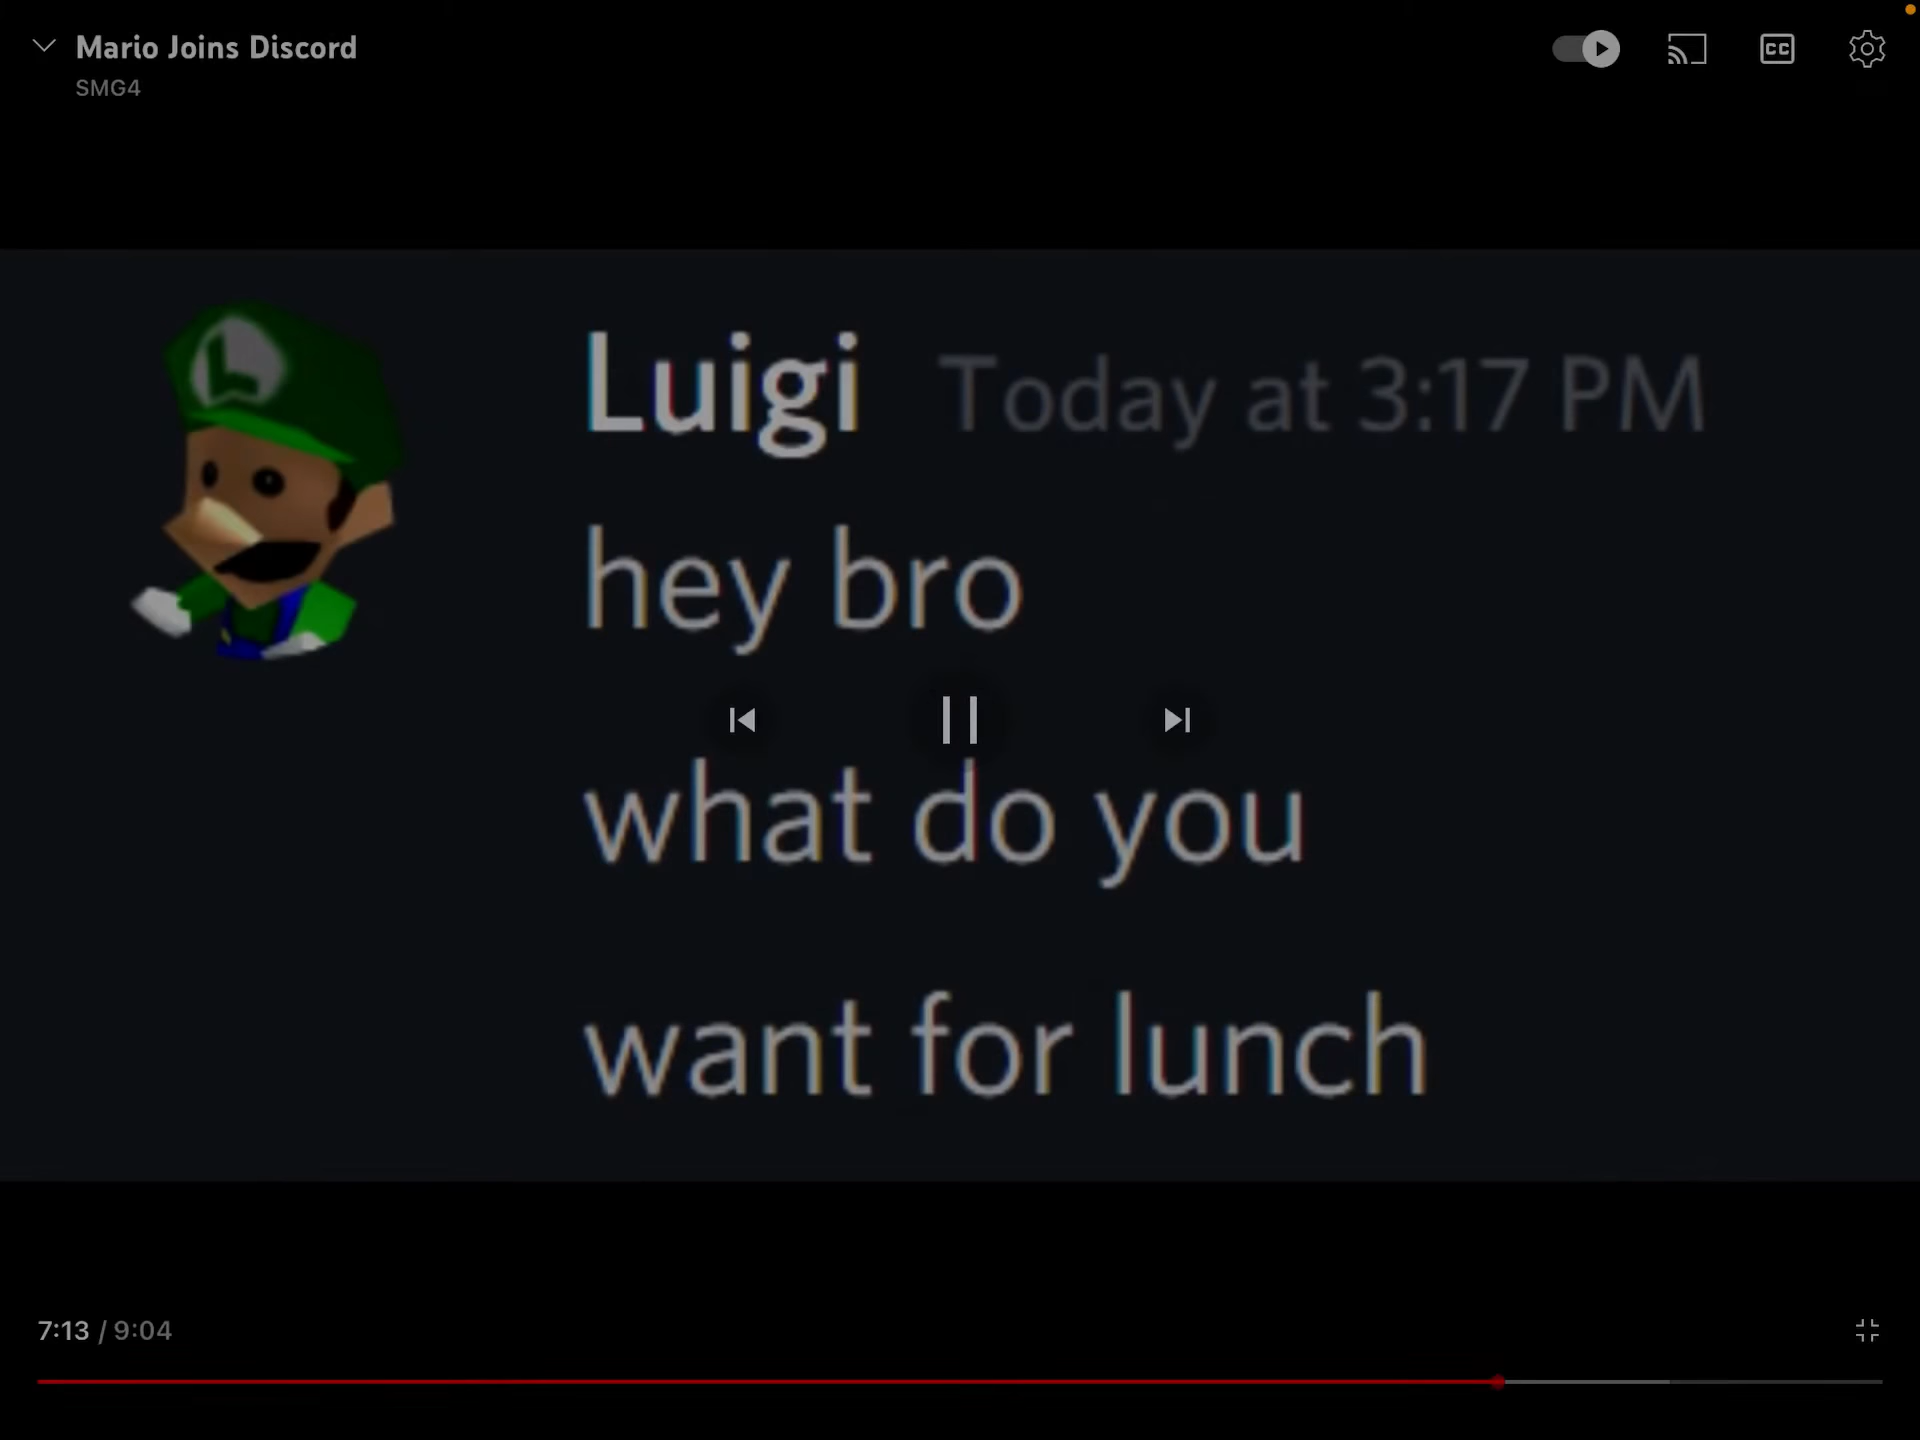 Mario Joins Discord
SMG4
CC
L
Luigi Today at 3:17 PM
hey bro
what do you
want for lunch
7:13 / 9:04